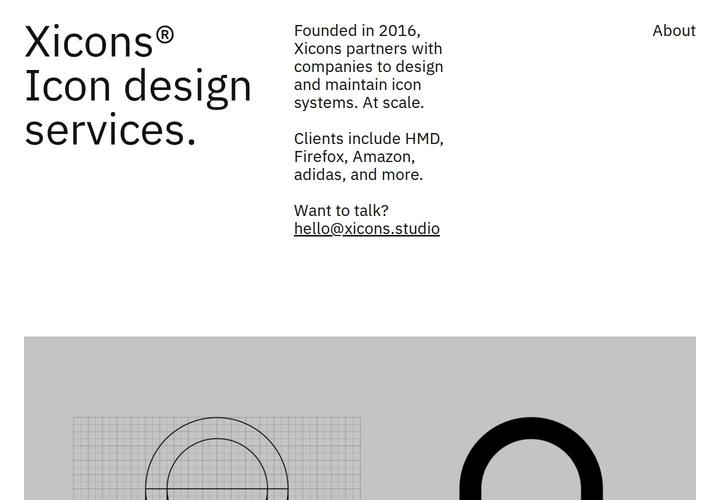 Xicons®
Icon design
services.
Founded in 2016,
Xicons partners with
companies to design
and maintain icon
systems. At scale.
Clients include HMD,
Firefox, Amazon,
adidas, and more.
Want to talk?
hello@xicons.studio
About